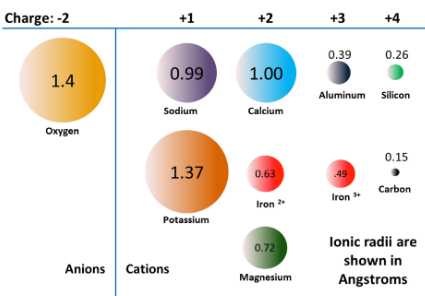 Charge: -2 +1 +2 +3 +4
1.4
Oxygen
0.99
Sodium
1.00
Calcium
0.39
Aluminum
0.26
Silicon
1.37
Potassium
0.63
Iron 2+
.49
Iron 3+
0.15
Carbon
0.72
Magnesium
Ionic radii are
shown in
Angstroms
Anions
Cations